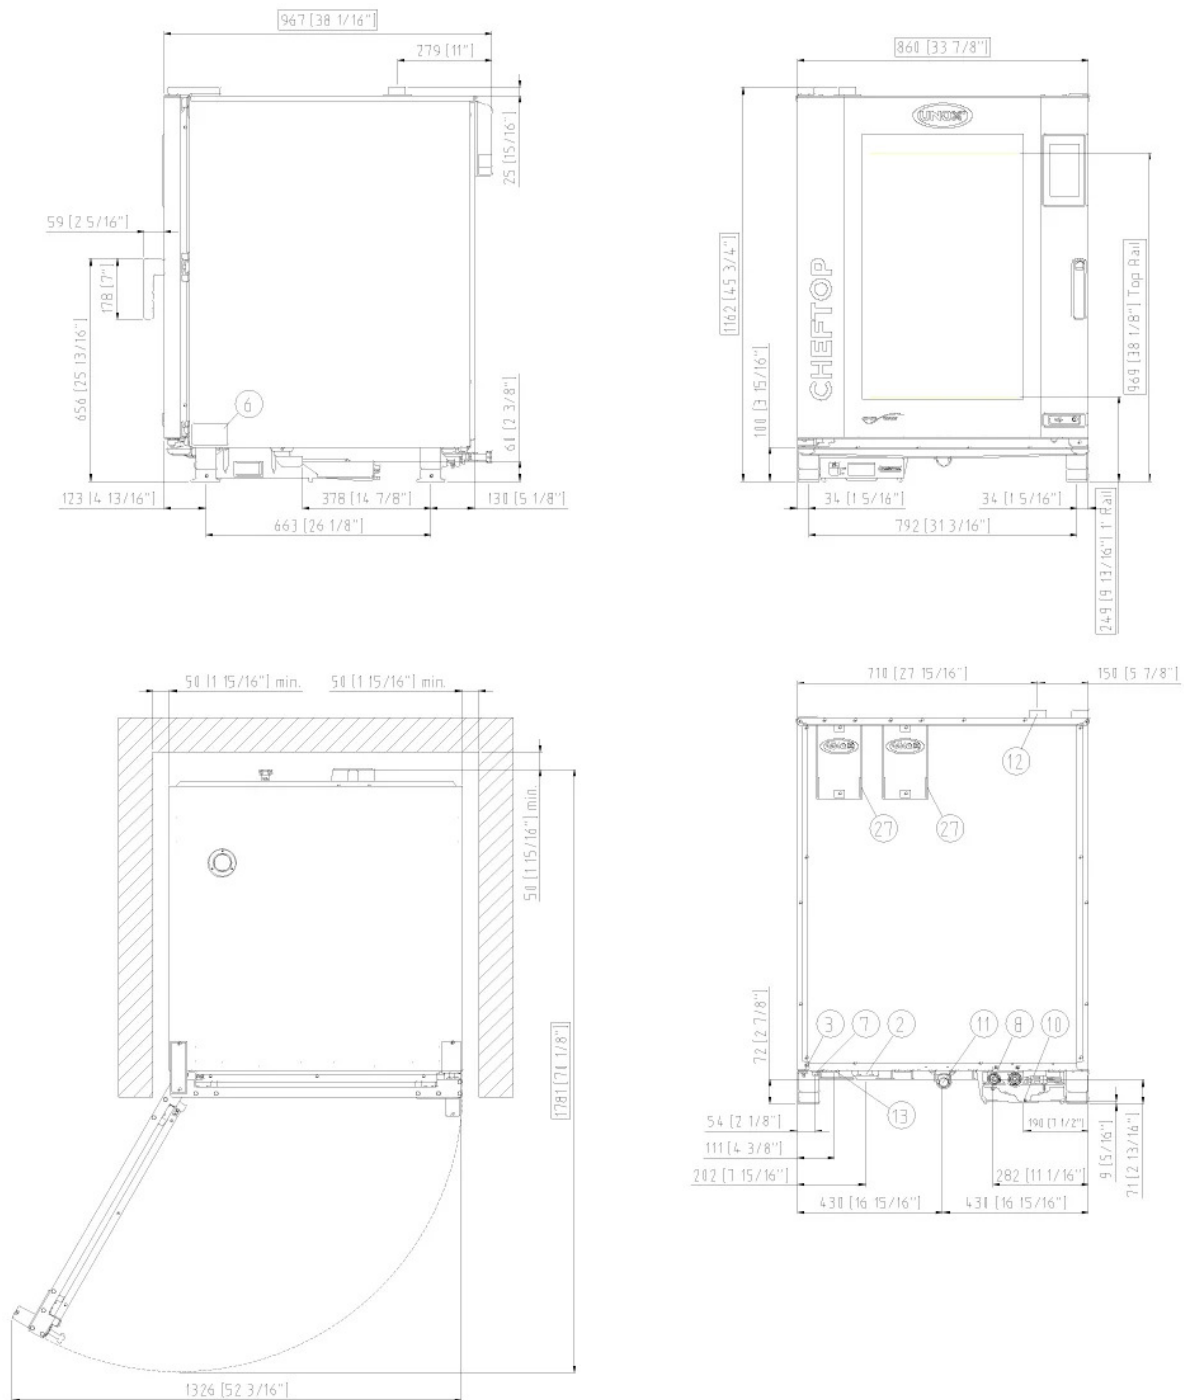 967 [38 1/16"]
279 [11"]
25 [15/16"]
59 [2 5/16"]
178 [7"]
656 [25 13/16"]
6
61 [2 3/8"]
123 [4 13/16"]
378 [14 7/8"]
130 [5 1/8"]
663 [26 1/8"]
860 [33 7/8"]
UNOX
1162 [45 3/4"]
CHEFTOP
969 [38 1/8"] Top Rail
100 [3 15/16"]
34 [1 5/16"]
34 [1 5/16"]
792 [31 3/16"]
249 [9 13/16"] 1' Rail
50 [1 15/16"] min.
50 [1 15/16"] min.
50 [1 15/16"] min.
1326 [52 3/16"]
710 [27 15/16"]
150 [5 7/8"]
12
27
27
72 [2 7/8"]
3
7
2
11
8
10
13
54 [2 1/8"]
190 [7 1/2"]
111 [4 3/8"]
9 [5/16"]
71 [2 13/16"]
202 [7 15/16"]
282 [11 1/16"]
430 [16 15/16"]
430 [16 15/16"]